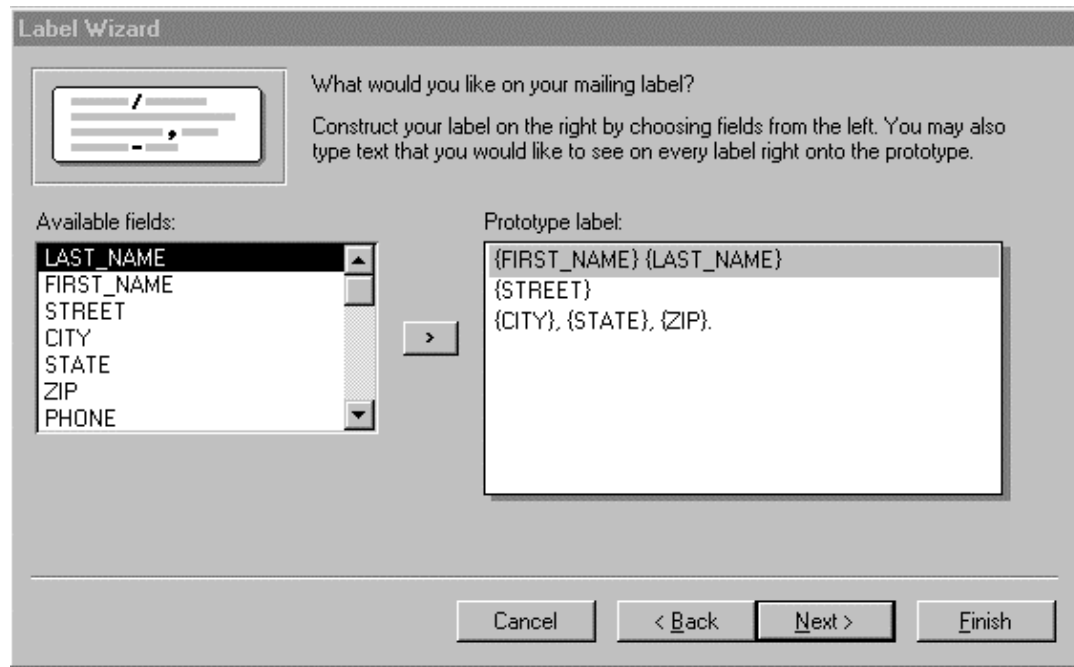 Label Wizard
What would you like on your mailing label?
Construct your label on the right by choosing fields from the left. You may also
type text that you would like to see on every label right onto the prototype.
Available fields:
LAST_NAME
FIRST_NAME
STREET
CITY
STATE
ZIP
PHONE
>
Prototype label:
{FIRST_NAME} {LAST_NAME}
{STREET}
{CITY}, {STATE}, {ZIP}.
Cancel
< Back
Next >
Finish